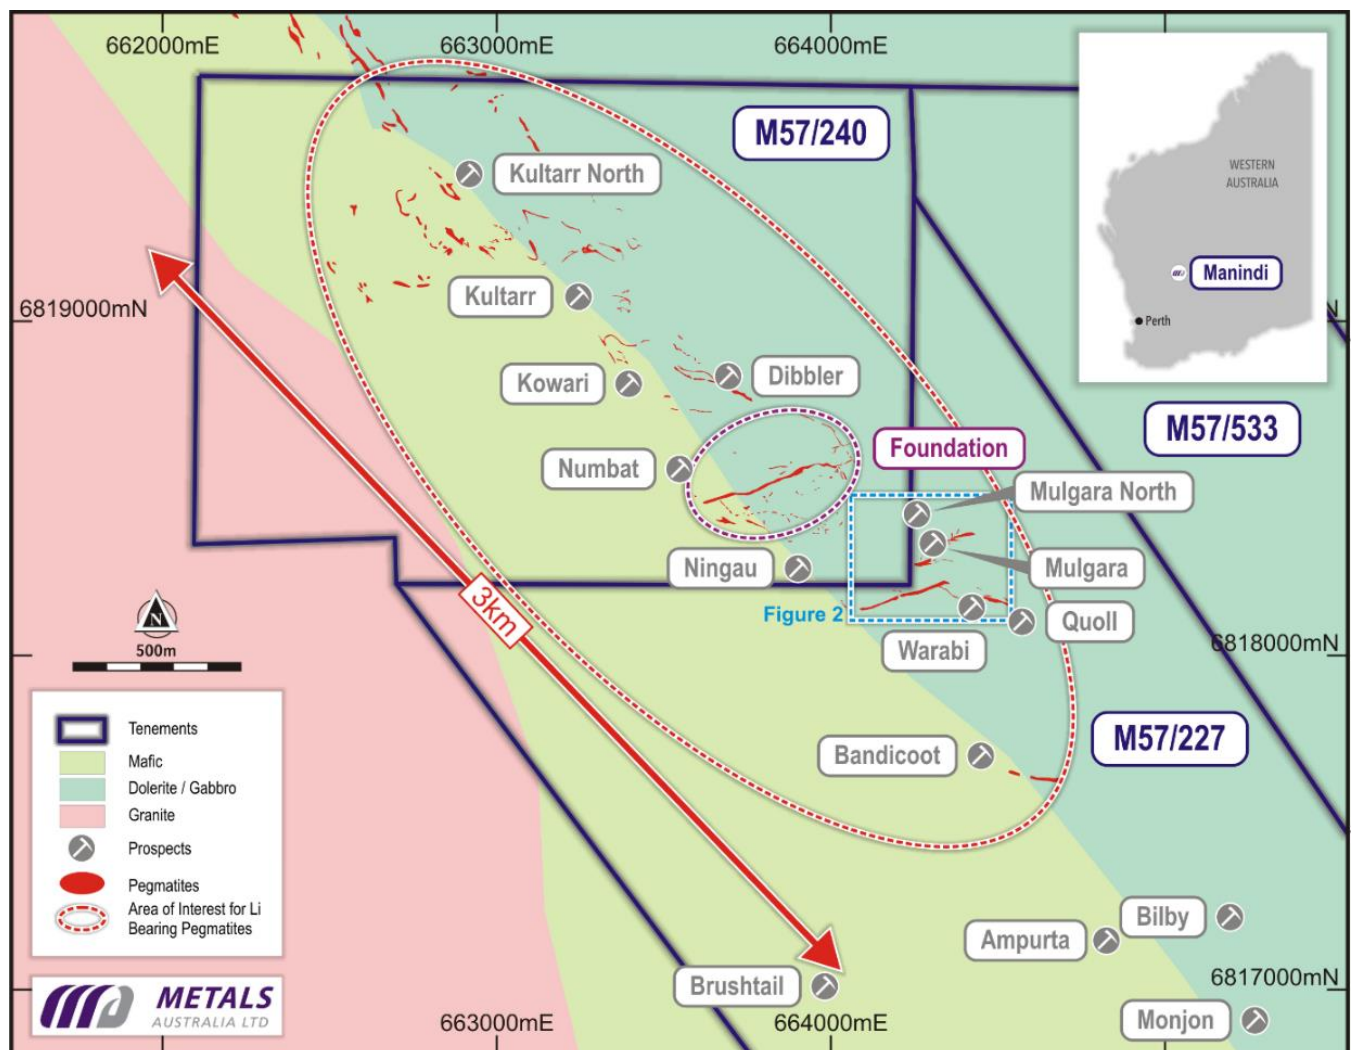 662000mE
663000mE
664000mE
M57/240
WESTERN
AUSTRALIA
Manindi
Perth
Kultarr North
Kultarr
6819000mN
N
Kowari
Dibbler
M57/533
Foundation
Numbat
Mulgara North
Ningau
Mulgara
3km
Figure 2
Quoll
N
500m
Warabi
6818000mN
M57/227
Bandicoot
Tenements
Mafic
Dolerite / Gabbro
Granite
Prospects
Pegmatites
Area of Interest for Li
Bearing Pegmatites
Bilby
Ampurta
Brushtail
6817000mN
METALS
AUSTRALIA LTD
663000mE
664000mE
Monjon